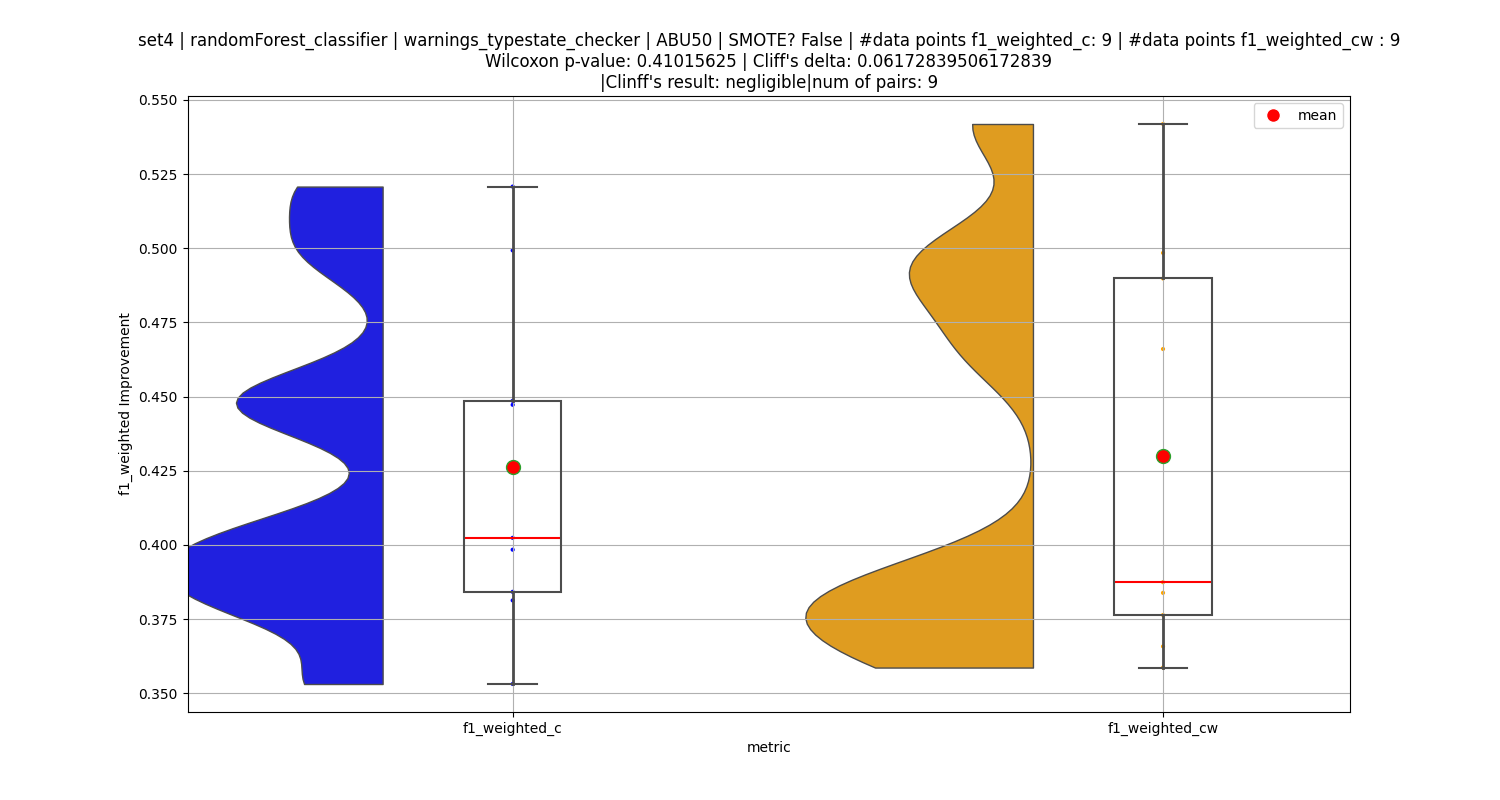 set4 | randomForest_classifier | warnings_typestate_checker | ABU50 | SMOTE? False | #data points f1_weighted_c: 9 | #data points f1_weighted_cw : 9
Wilcoxon p-value: 0.41015625 | Cliff's delta: 0.06172839506172839
|Clinff's result: negligible|num of pairs: 9
mean
0.550
0.525
0.500
0.475
0.450
0.425
0.400
0.375
0.350
f1_weighted Improvement
f1_weighted_c
f1_weighted_cw
metric